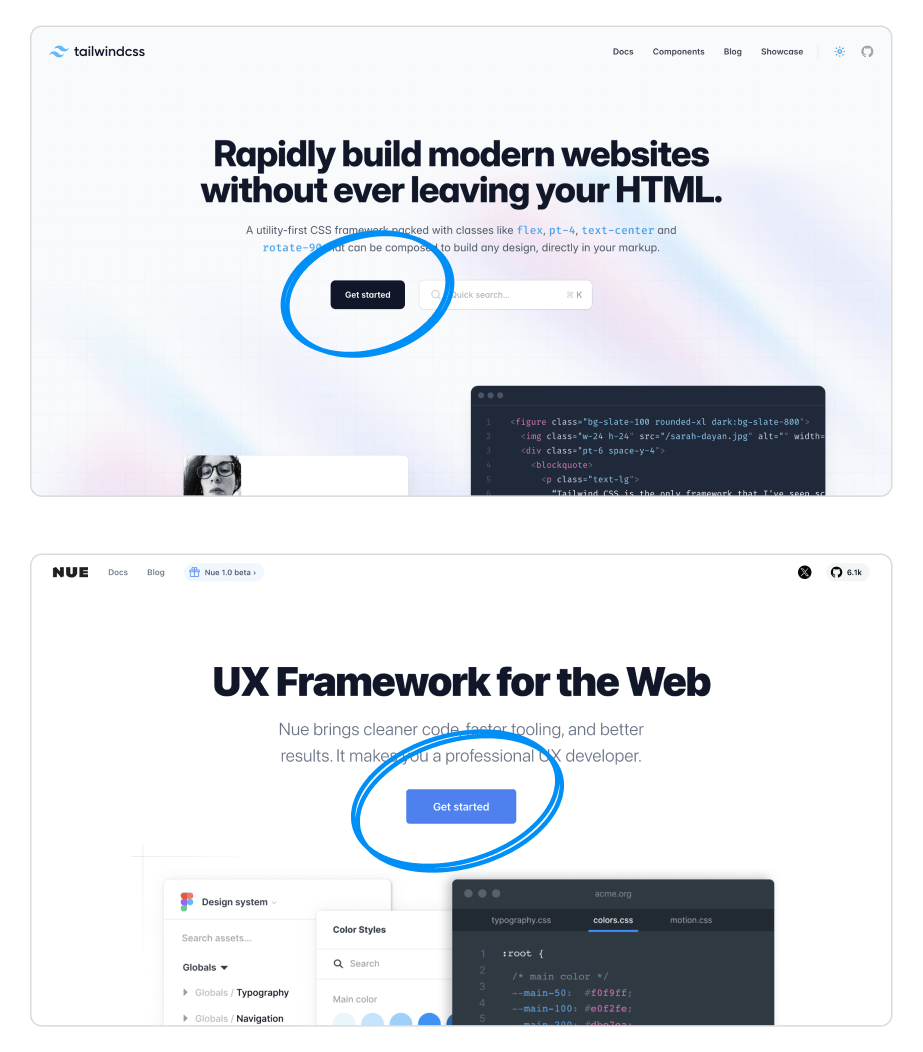 tailwindcss
Docs Components Blog Showcase
Rapidly build modern websites
without ever leaving your HTML.
A utility-first CSS framework packed with classes like flex, pt-4, text-center and
rotate-90 that can be composed to build any design, directly in your markup.
Get started
Quick search... ⌘ K
1 <figure class="bg-slate-100 rounded-xl dark:bg-slate-800">
2 <img class="w-24 h-24" src="/sarah-dayan.jpg" alt="" width=
3 <div class="pt-6 space-y-4">
4 <blockquote>
5 <p class="text-lg">
6 “Tailwind CSS is the only framework that I've seen sc
NUE Docs Blog Nue 1.0 beta › 6.1k
UX Framework for the Web
Nue brings cleaner code, faster tooling, and better
results. It makes you a professional UX developer.
Get started
Design system
Search assets...
Globals
Globals / Typography
Globals / Navigation
Color Styles
Search
Main color
acme.org
typography.css colors.css motion.css
1 :root {
2 /* main color */
3 --main-50: #f0f9ff;
4 --main-100: #e0f2fe;
5 --main-200: